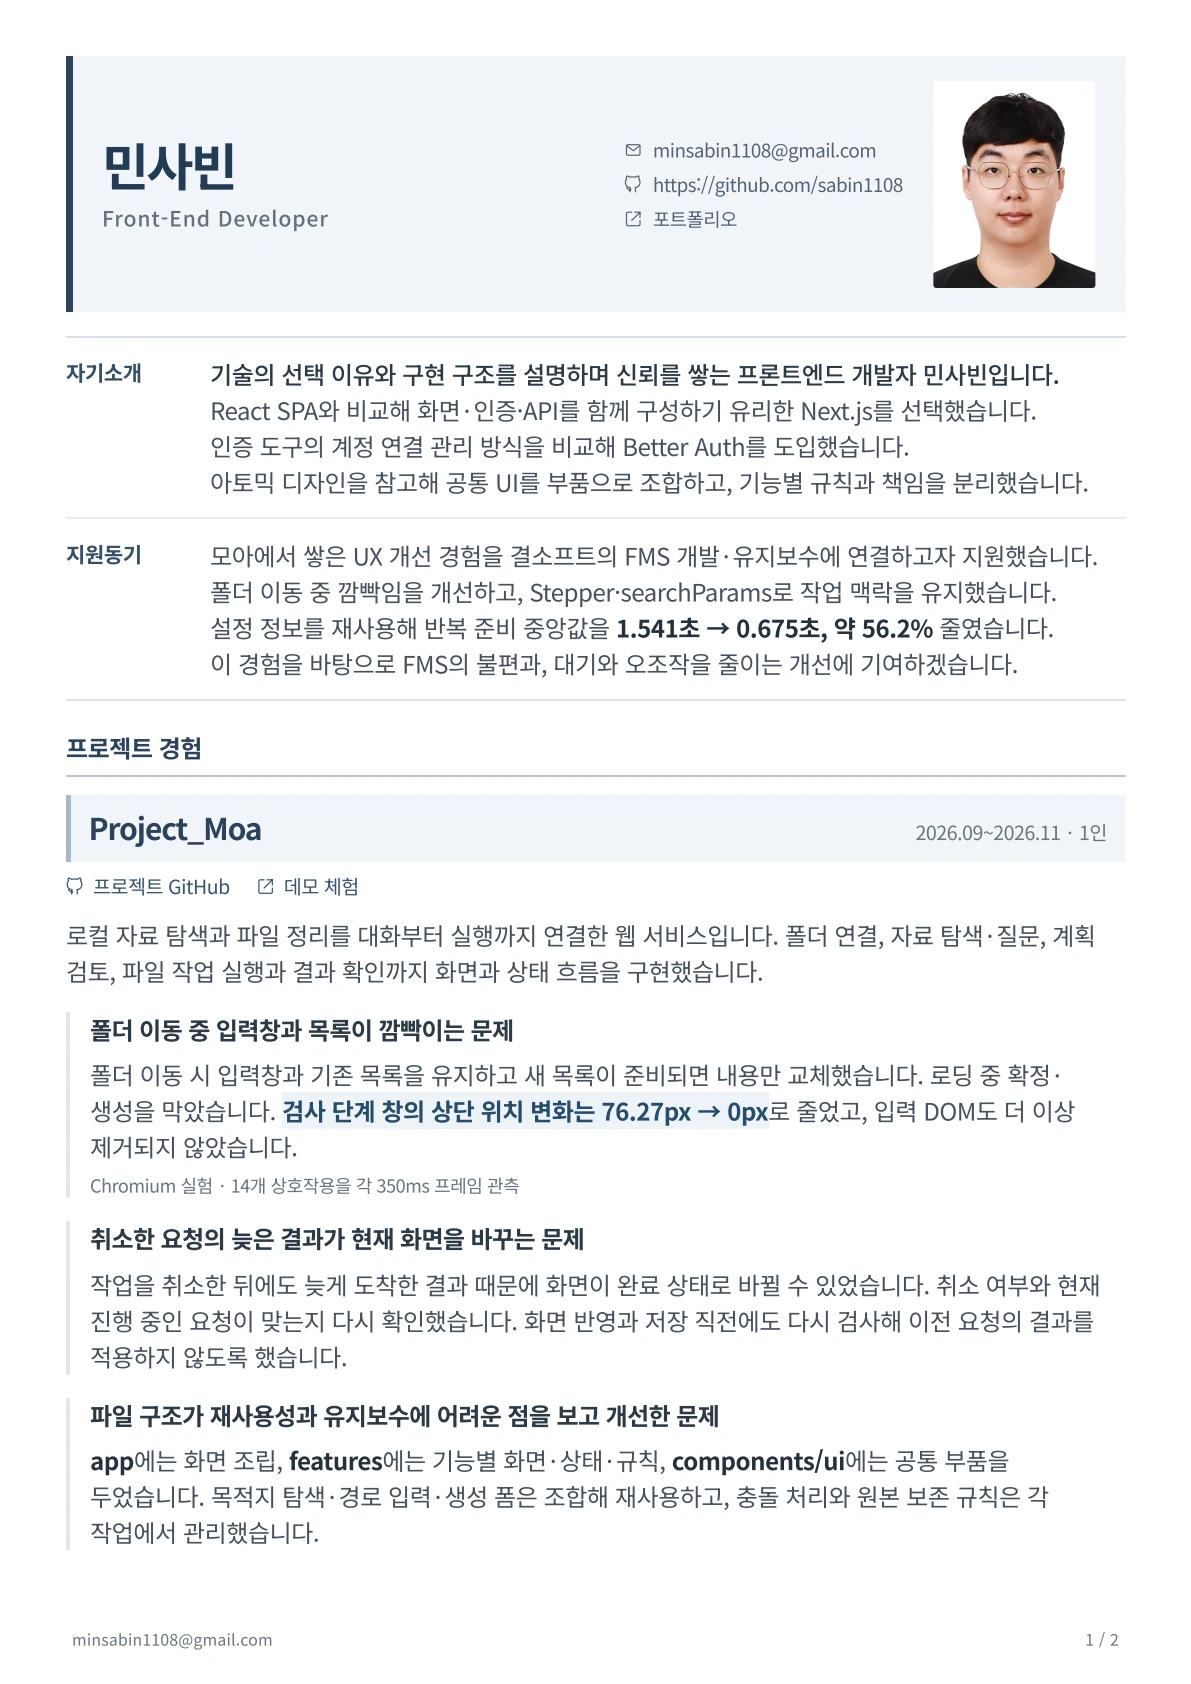 민사빈
Front-End Developer
minsabin1108@gmail.com
https://github.com/sabin1108
포트폴리오
자기소개
기술의 선택 이유와 구현 구조를 설명하며 신뢰를 쌓는 프론트엔드 개발자 민사빈입니다.
React SPA와 비교해 화면·인증·API를 함께 구성하기 유리한 Next.js를 선택했습니다.
인증 도구의 계정 연결 관리 방식을 비교해 Better Auth를 도입했습니다.
아토믹 디자인을 참고해 공통 UI를 부품으로 조합하고, 기능별 규칙과 책임을 분리했습니다.
지원동기
모아에서 쌓은 UX 개선 경험을 결소프트의 FMS 개발·유지보수에 연결하고자 지원했습니다.
폴더 이동 중 깜빡임을 개선하고, Stepper·searchParams로 작업 맥락을 유지했습니다.
설정 정보를 재사용해 반복 준비 중앙값을 1.541초 → 0.675초, 약 56.2% 줄였습니다.
이 경험을 바탕으로 FMS의 불편과, 대기와 오조작을 줄이는 개선에 기여하겠습니다.
프로젝트 경험
Project_Moa
2026.09~2026.11 · 1인
프로젝트 GitHub
데모 체험
로컬 자료 탐색과 파일 정리를 대화부터 실행까지 연결한 웹 서비스입니다. 폴더 연결, 자료 탐색·질문, 계획
검토, 파일 작업 실행과 결과 확인까지 화면과 상태 흐름을 구현했습니다.
폴더 이동 중 입력창과 목록이 깜빡이는 문제
폴더 이동 시 입력창과 기존 목록을 유지하고 새 목록이 준비되면 내용만 교체했습니다. 로딩 중 확정·
생성을 막았습니다. 검사 단계 창의 상단 위치 변화는 76.27px → 0px로 줄었고, 입력 DOM도 더 이상
제거되지 않았습니다.
Chromium 실험 · 14개 상호작용을 각 350ms 프레임 관측
취소한 요청의 늦은 결과가 현재 화면을 바꾸는 문제
작업을 취소한 뒤에도 늦게 도착한 결과 때문에 화면이 완료 상태로 바뀔 수 있었습니다. 취소 여부와 현재
진행 중인 요청이 맞는지 다시 확인했습니다. 화면 반영과 저장 직전에도 다시 검사해 이전 요청의 결과를
적용하지 않도록 했습니다.
파일 구조가 재사용성과 유지보수에 어려운 점을 보고 개선한 문제
app에는 화면 조립, features에는 기능별 화면·상태·규칙, components/ui에는 공통 부품을
두었습니다. 목적지 탐색·경로 입력·생성 폼은 조합해 재사용하고, 충돌 처리와 원본 보존 규칙은 각
작업에서 관리했습니다.
minsabin1108@gmail.com
1 / 2